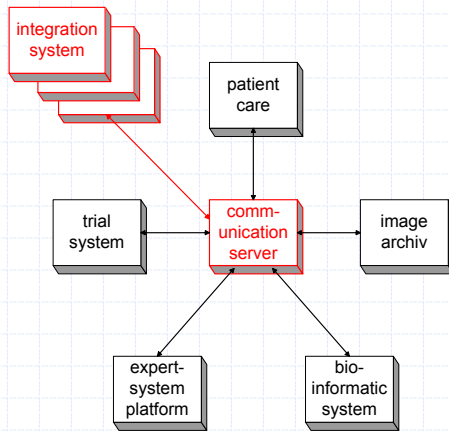 integration
system
patient
care
trial
system
comm-
unication
server
image
archiv
expert-
system
platform
bio-
informatic
system